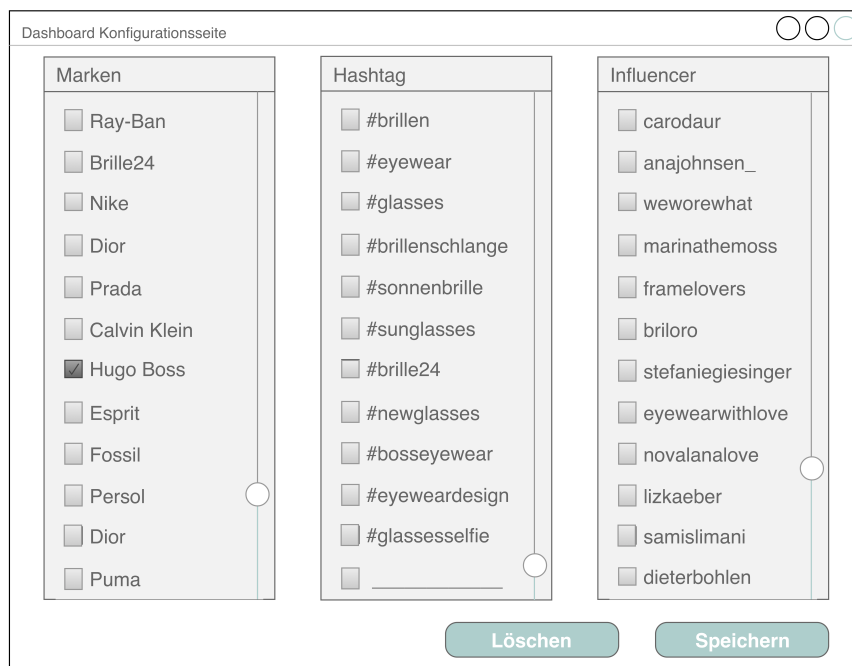 Dashboard Konfigurationsseite
Marken
Ray-Ban
Brille24
Nike
Dior
Prada
Calvin Klein
Hugo Boss
Esprit
Fossil
Persol
Dior
Puma
Hashtag
#brillen
#eyewear
#glasses
#brillenschlange
#sonnenbrille
#sunglasses
#brille24
#newglasses
#bosseyewear
#eyeweardesign
#glassesselfie
Influencer
carodaur
anajohnsen_
weworewhat
marinathemoss
framelovers
briloro
stefaniegiesinger
eyewearwithlove
novalanalove
lizkaeber
samislimani
dieterbohlen
Löschen
Speichern